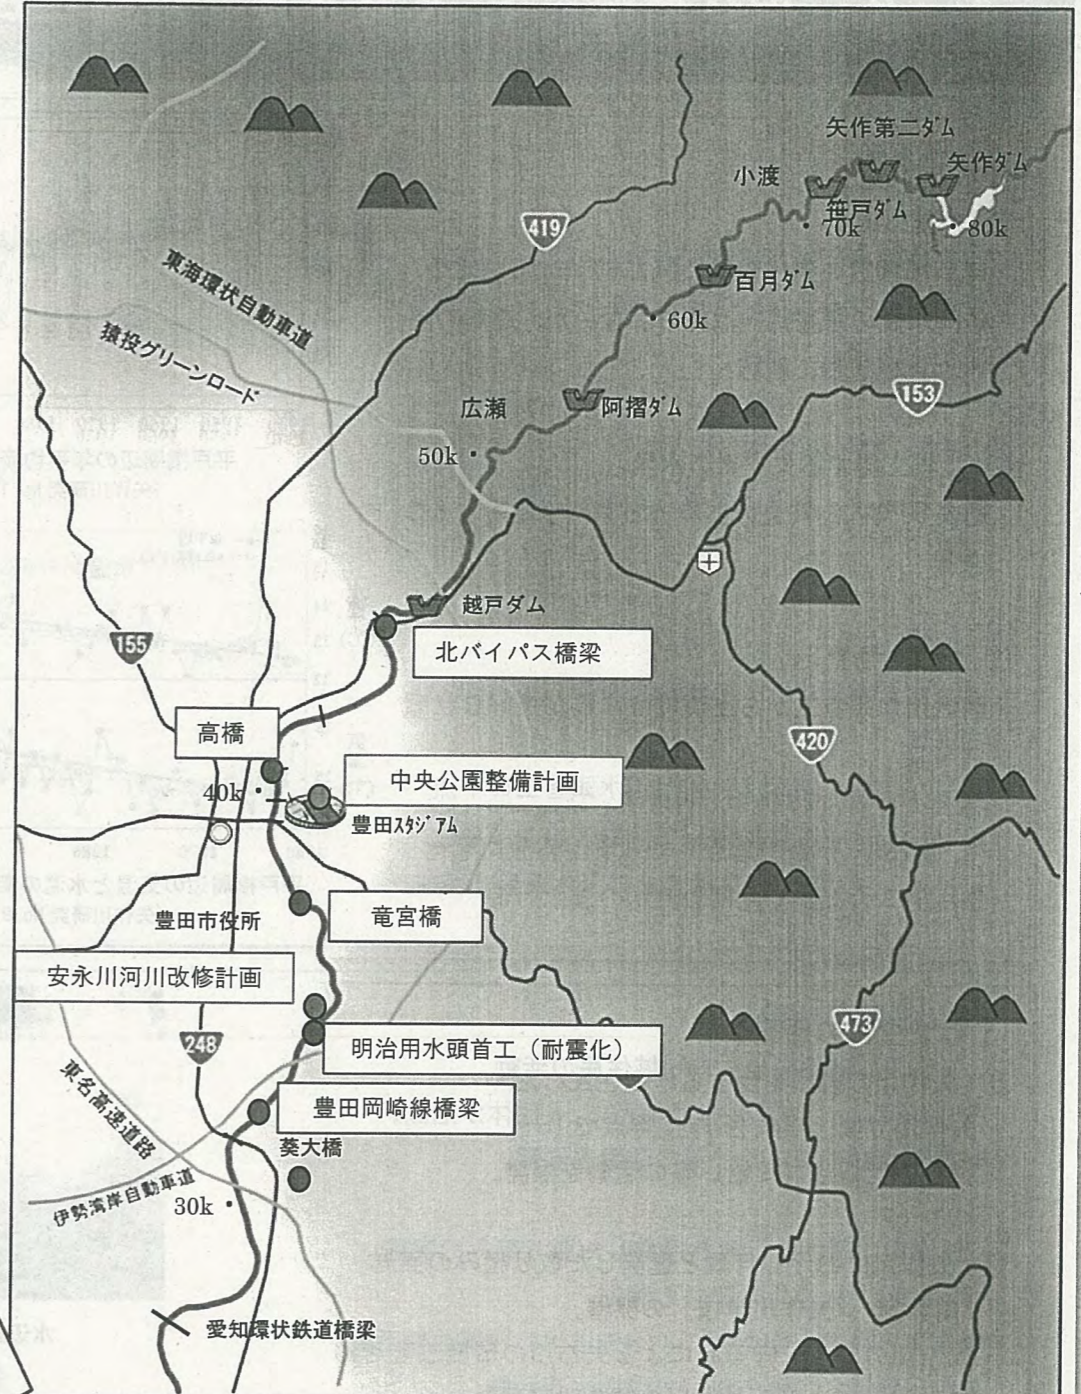 矢作第二ダム
矢作ダム
小渡
笹戸ダム
70k
80k
419
東海環状自動車道
猿投グリーンロード
百月ダム
60k
153
広瀬
阿摺ダム
50k
越戸ダム
155
北バイパス橋梁
高橋
420
中央公園整備計画
40k
豊田スタジアム
竜宮橋
豊田市役所
安永川河川改修計画
473
248
明治用水頭首工（耐震化）
東名高速道路
豊田岡崎線橋梁
葵大橋
伊勢湾岸自動車道
30k
愛知環状鉄道橋梁